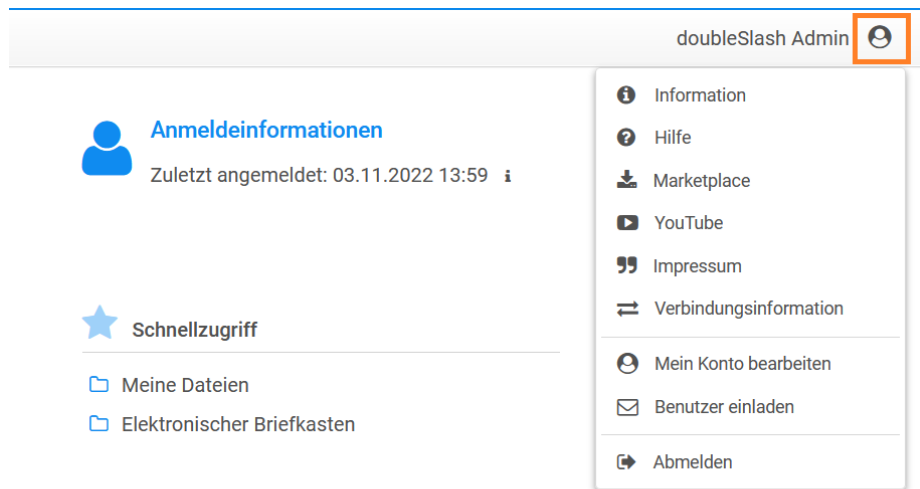 doubleSlash Admin
Anmeldeinformationen
Zuletzt angemeldet: 03.11.2022 13:59
Schnellzugriff
Meine Dateien
Elektronischer Briefkasten
Information
Hilfe
Marketplace
YouTube
Impressum
Verbindungsinformation
Mein Konto bearbeiten
Benutzer einladen
Abmelden